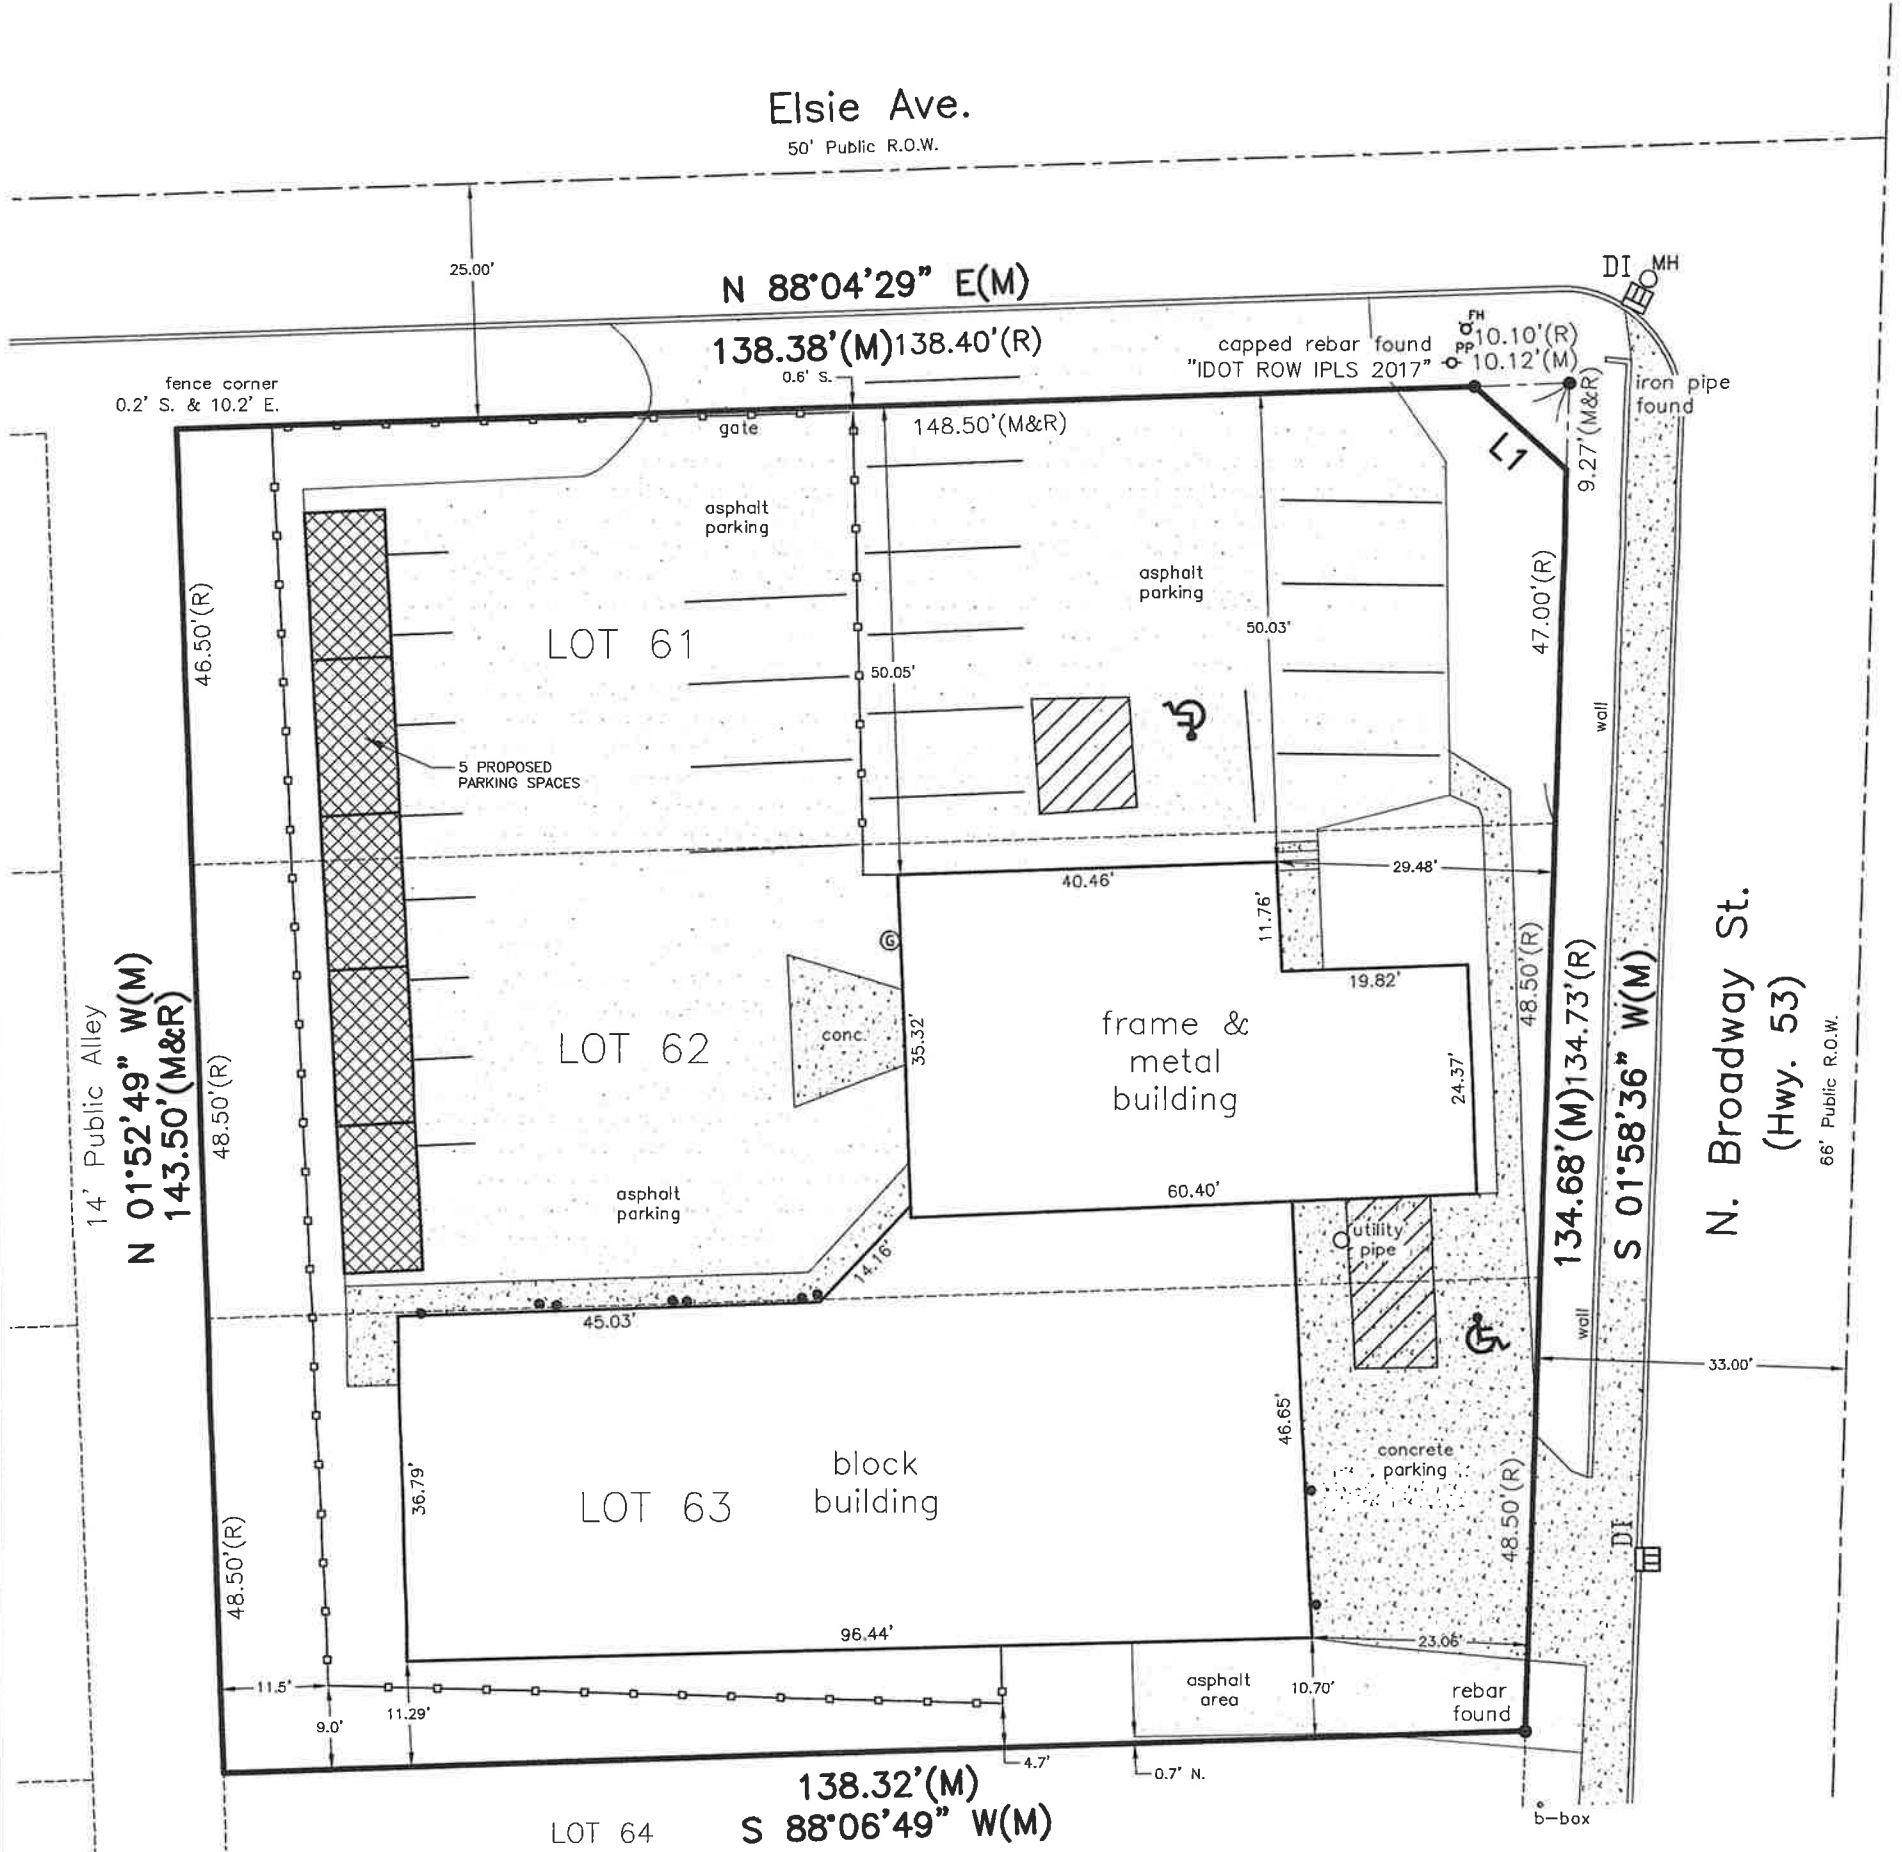 Elsie Ave.
50' Public R.O.W.
25.00'
N 88°04'29" E(M)
138.38'(M)138.40'(R)
0.6' S.
DI
MH
FH
10.10'(R)
PP
10.12'(M)
capped rebar found
"IDOT ROW IPLS 2017"
iron pipe
found
9.27'(M&R)
L1
fence corner
0.2' S. & 10.2' E.
gate
148.50'(M&R)
asphalt
parking
asphalt
parking
46.50'(R)
LOT 61
50.05'
50.03'
47.00'(R)
wall
5 PROPOSED
PARKING SPACES
40.46'
29.48'
11.76'
19.82'
G
conc.
35.32'
frame &
metal
building
24.37'
48.50'(R)
LOT 62
48.50'(R)
14' Public Alley
N 01°52'49" W(M)
143.50'(M&R)
134.68'(M)134.73'(R)
S 01°58'36" W(M)
N. Broadway St.
(Hwy. 53)
66' Public R.O.W.
asphalt
parking
60.40'
utility
pipe
14.16'
45.03'
wall
33.00'
46.65'
concrete
parking
48.50'(R)
36.79'
block
building
LOT 63
48.50'(R)
DI
96.44'
23.06'
11.5'
9.0'
11.29'
asphalt
area
10.70'
rebar
found
4.7'
0.7' N.
138.32'(M)
S 88°06'49" W(M)
LOT 64
b-box